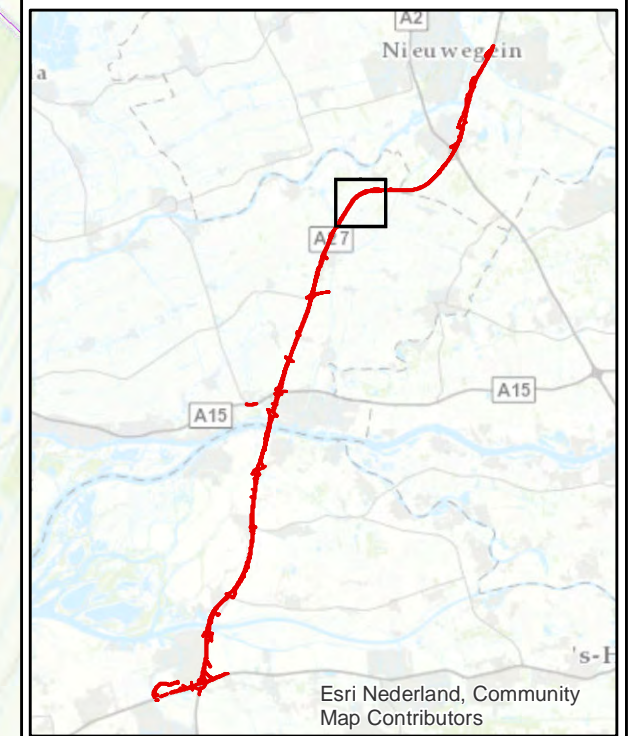 A2
Nieuwegein
a
A27
A15
A15
's-H
Esri Nederland, Community
Map Contributors